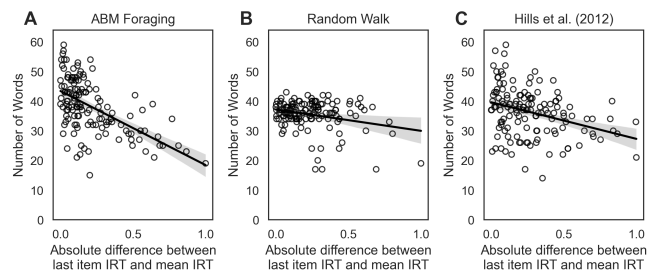 A ABM Foraging
Number of Words
60
50
40
30
20
10
0
0.0 0.5 1.0
Absolute difference between
last item IRT and mean IRT
B Random Walk
Number of Words
60
50
40
30
20
10
0
0.0 0.5 1.0
Absolute difference between
last item IRT and mean IRT
C Hills et al. (2012)
Number of Words
60
50
40
30
20
10
0
0.0 0.5 1.0
Absolute difference between
last item IRT and mean IRT